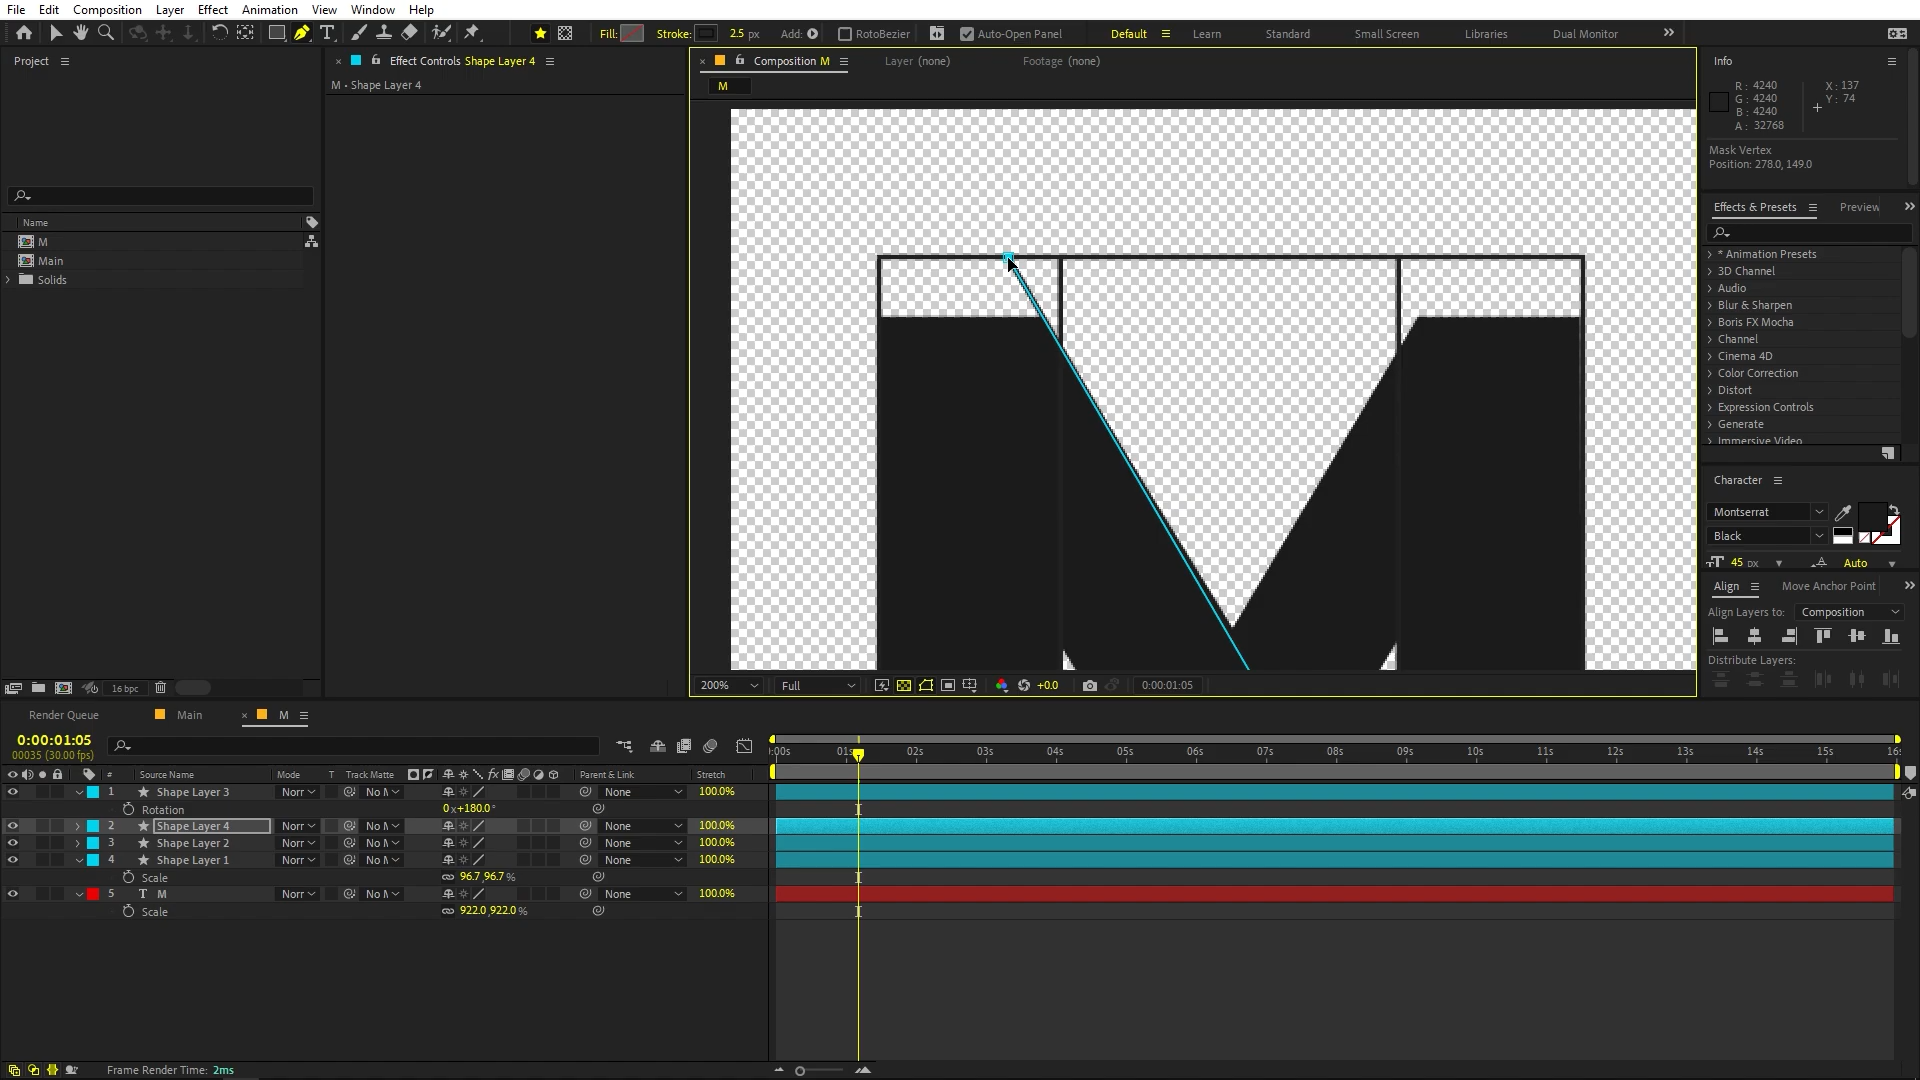 File Edit Composition Layer Effect Animation View Window Help
Fill: Stroke: 2.5 px Add: RotoBezier Auto-Open Panel Default Learn Standard Small Screen Libraries Dual Monitor
Project
Effect Controls Shape Layer 4
M • Shape Layer 4
Composition M
Layer (none)
Footage (none)
M
Name
M
Main
Solids
16 bpc
200%
Full
+0.0
0:00:01:05
Info
R: 4240
G: 4240
B: 4240
A: 32768
X: 137
Y: 74
Mask Vertex
Position: 278.0, 149.0
Effects & Presets
Preview
* Animation Presets
3D Channel
Audio
Blur & Sharpen
Boris FX Mocha
Channel
Cinema 4D
Color Correction
Distort
Expression Controls
Generate
Immersive Video
Character
Montserrat
Black
45 px
Auto
Align
Move Anchor Point
Align Layers to: Composition
Distribute Layers:
Render Queue
Main
M
0:00:01:05
00035 (30.00 fps)
:00s 01s 02s 03s 04s 05s 06s 07s 08s 09s 10s 11s 12s 13s 14s 15s 16s
# Source Name Mode T Track Matte fx Parent & Link Stretch
1 Shape Layer 3 Norr No M None 100.0%
Rotation 0x+180.0°
2 Shape Layer 4 Norr No M None 100.0%
3 Shape Layer 2 Norr No M None 100.0%
4 Shape Layer 1 Norr No M None 100.0%
Scale 96.7,96.7%
5 T M Norr No M None 100.0%
Scale 922.0,922.0%
Frame Render Time: 2ms